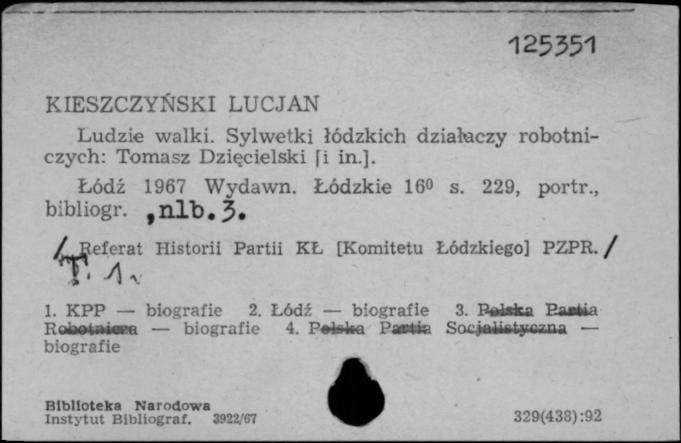 125351
KIESZCZYŃSKI LUCJAN
Ludzie walki. Sylwetki łódzkich działaczy robotni-
czych: Tomasz Dzięcielski [i in.].
Łódź 1967 Wydawn. Łódzkie 16⁰ s. 229, portr.,
bibliogr. , nlb. 3.
/ Referat Historii Partii KŁ [Komitetu Łódzkiego] PZPR. /
T. 1.
1. KPP — biografie 2. Łódź — biografie 3. Polska Partia
Robotnicza — biografie 4. Polska Partia Socjalistyczna —
biografie
Biblioteka Narodowa
Instytut Bibliograf. 3922/67
329(438):92